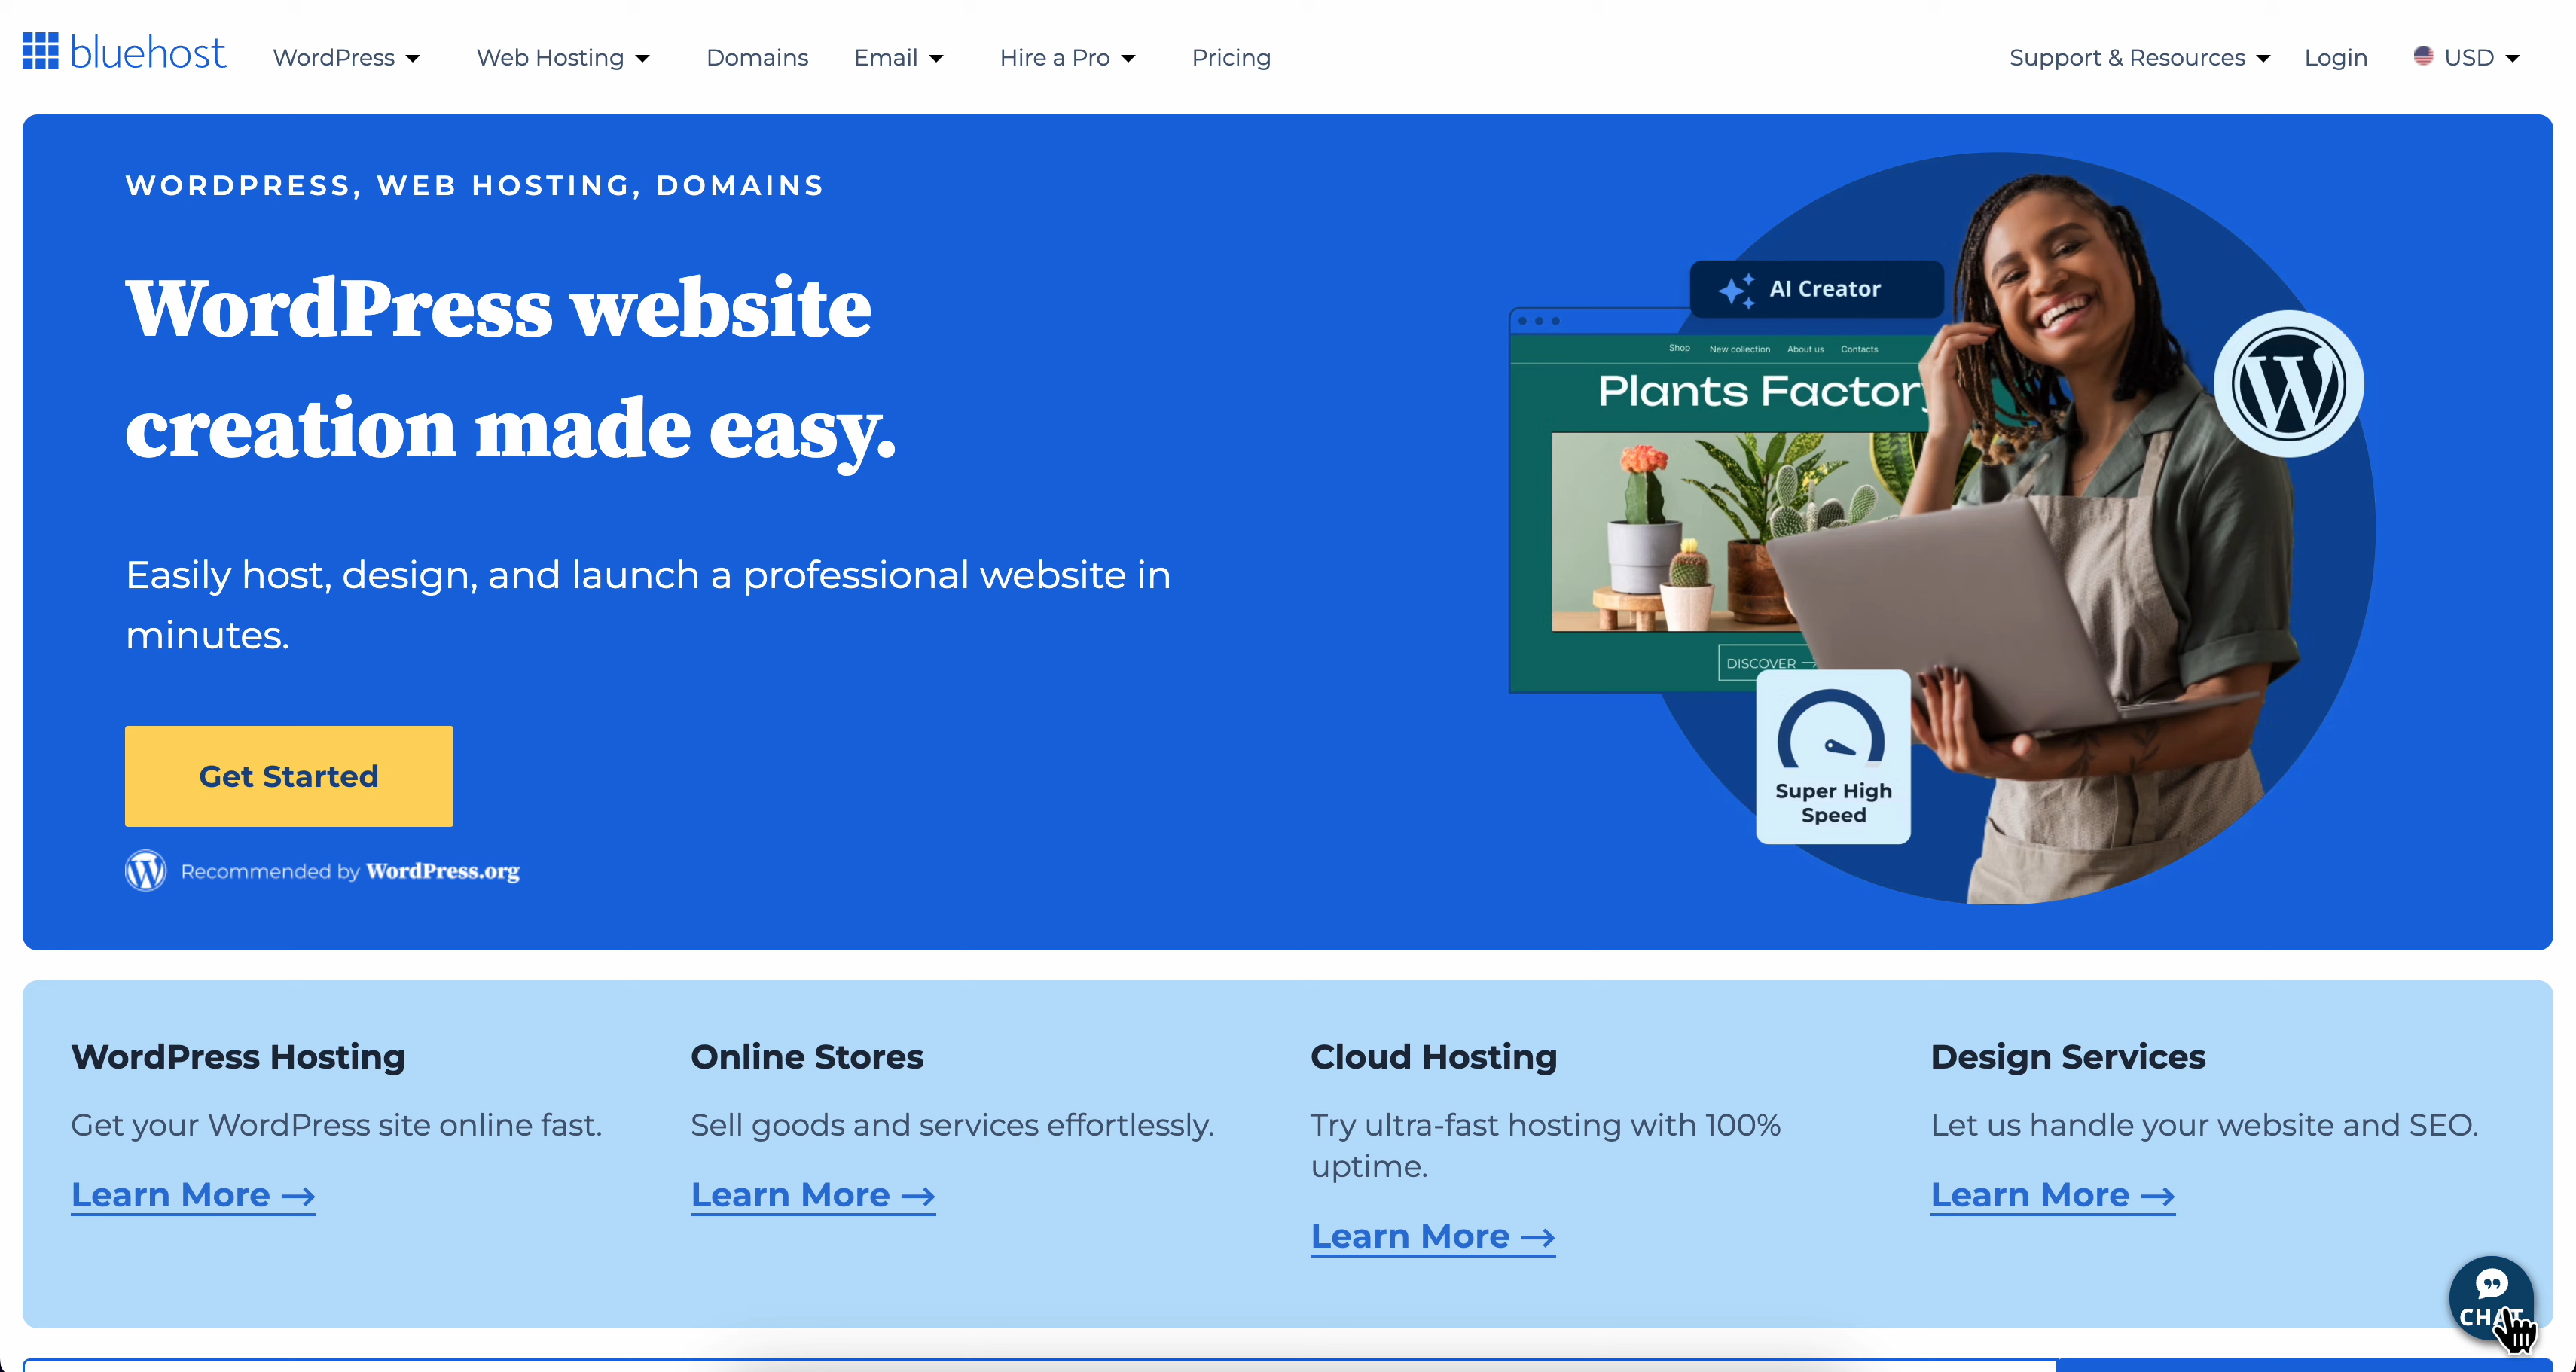 bluehost
WordPress
Web Hosting
Domains
Email
Hire a Pro
Pricing
Support & Resources
Login
USD
WORDPRESS, WEB HOSTING, DOMAINS
WordPress website
creation made easy.
Easily host, design, and launch a professional website in
minutes.
Get Started
Recommended by WordPress.org
AI Creator
Shop New collection About us Contacts
Plants Factory
DISCOVER →
Super High
Speed
WordPress Hosting
Get your WordPress site online fast.
Learn More →
Online Stores
Sell goods and services effortlessly.
Learn More →
Cloud Hosting
Try ultra-fast hosting with 100%
uptime.
Learn More →
Design Services
Let us handle your website and SEO.
Learn More →
CHAT